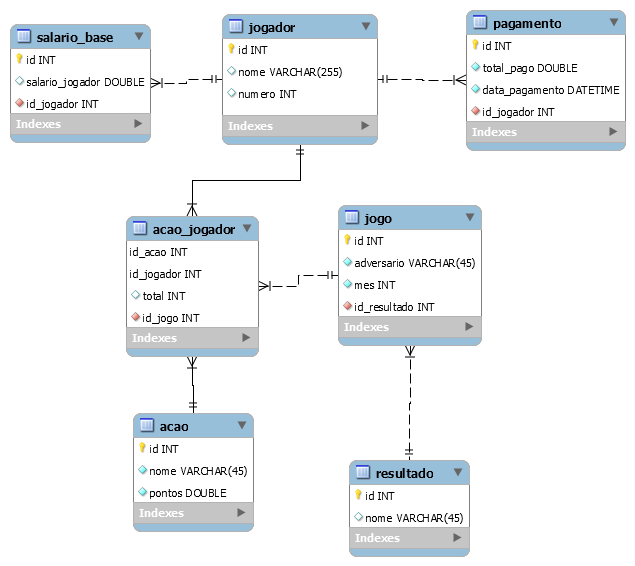 salario_base
id INT
salario_jogador DOUBLE
id_jogador INT
Indexes
jogador
id INT
nome VARCHAR(255)
numero INT
Indexes
pagamento
id INT
total_pago DOUBLE
data_pagamento DATETIME
id_jogador INT
Indexes
acao_jogador
id_acao INT
id_jogador INT
total INT
id_jogo INT
Indexes
jogo
id INT
adversario VARCHAR(45)
mes INT
id_resultado INT
Indexes
acao
id INT
nome VARCHAR(45)
pontos DOUBLE
Indexes
resultado
id INT
nome VARCHAR(45)
Indexes